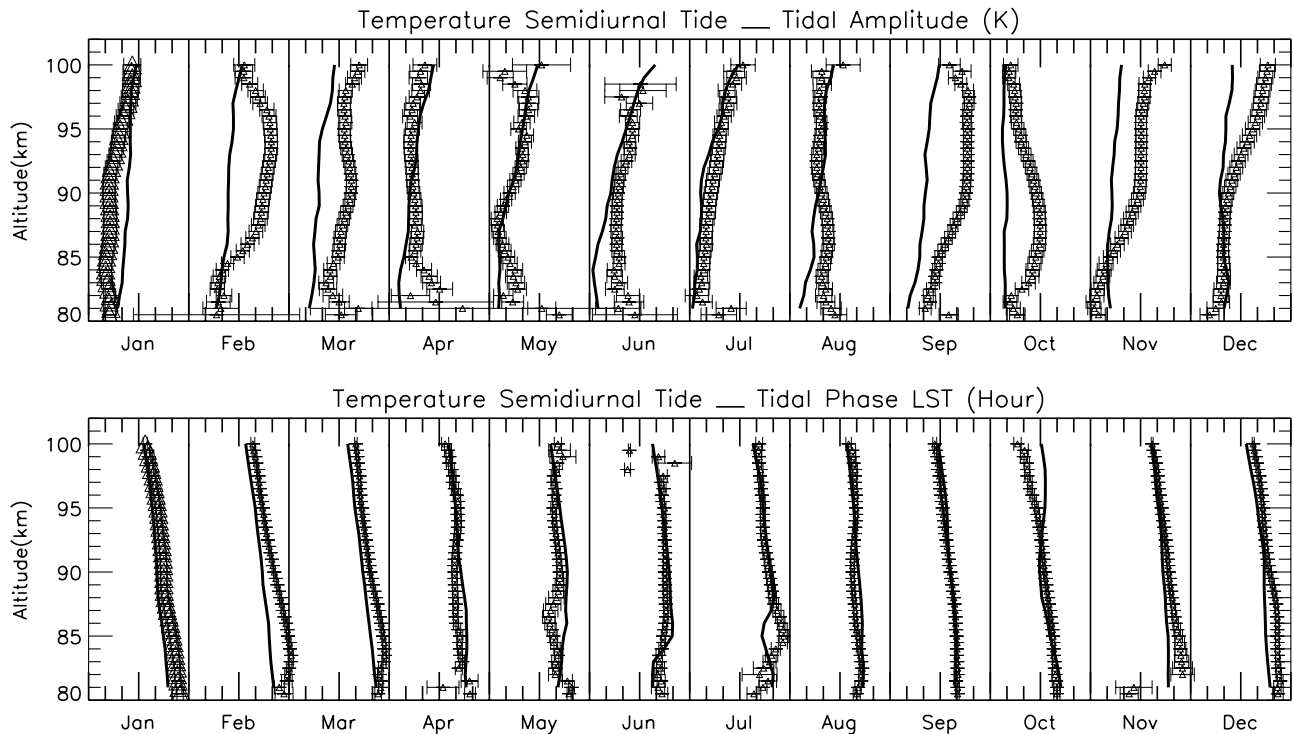 Temperature Semidiurnal Tide __ Tidal Amplitude (K)
100
95
90
85
80
Altitude(km)
Jan Feb Mar Apr May Jun Jul Aug Sep Oct Nov Dec
Temperature Semidiurnal Tide __ Tidal Phase LST (Hour)
100
95
90
85
80
Altitude(km)
Jan Feb Mar Apr May Jun Jul Aug Sep Oct Nov Dec